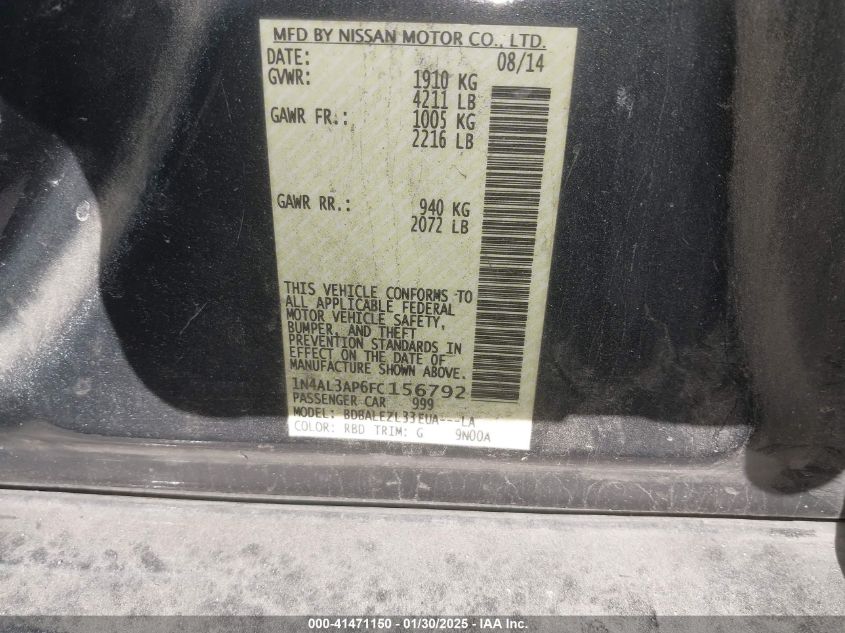 MFD BY NISSAN MOTOR CO., LTD.
DATE: 08/14
GVWR: 1910 KG
4211 LB
GAWR FR.: 1005 KG
2216 LB
GAWR RR.: 940 KG
2072 LB
THIS VEHICLE CONFORMS TO
ALL APPLICABLE FEDERAL
MOTOR VEHICLE SAFETY,
BUMPER, AND THEFT
PREVENTION STANDARDS IN
EFFECT ON THE DATE OF
MANUFACTURE SHOWN ABOVE.
1N4AL3AP6FC156792
PASSENGER CAR 999
MODEL: BDBALEZL33EUA---LA
COLOR: RBD TRIM: G 9N00A
000-41471150 - 01/30/2025 - IAA Inc.